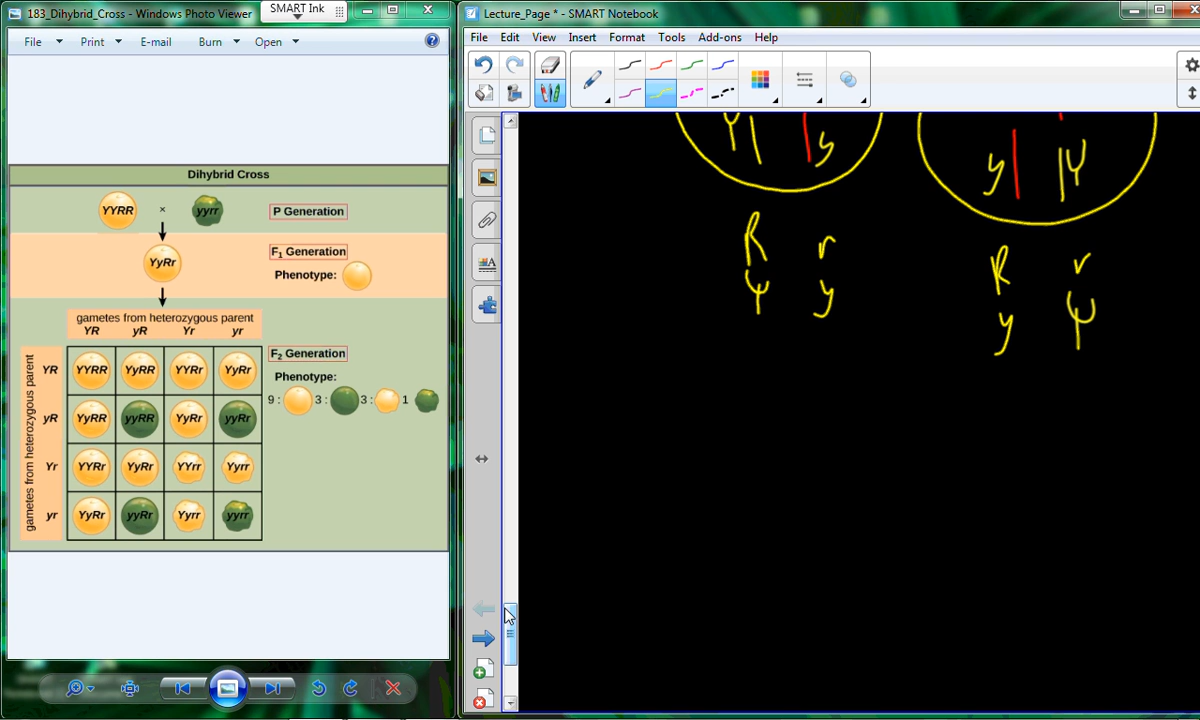 183_Dihybrid_Cross - Windows Photo Viewer
SMART Ink
File Print E-mail Burn Open
Dihybrid Cross
YYRR × yyrr P Generation
F1 Generation
YyRr
Phenotype:
gametes from heterozygous parent
YR yR Yr yr
F2 Generation
Phenotype:
9 : 3 : 3 : 1
gametes from heterozygous parent
YR YYRR YyRR YYRr YyRr
yR YyRR yyRR YyRr yyRr
Yr YYRr YyRr YYrr Yyrr
yr YyRr yyRr Yyrr yyrr
Lecture_Page * - SMART Notebook
File Edit View Insert Format Tools Add-ons Help
Y y
y Y
R r
Y y
R r
y Y